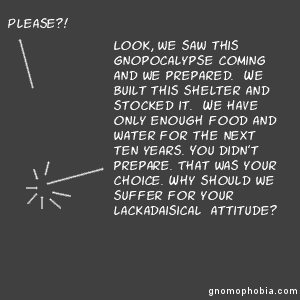 PLEASE?!
LOOK, WE SAW THIS
GNOPOCALYPSE COMING
AND WE PREPARED. WE
BUILT THIS SHELTER AND
STOCKED IT. WE HAVE
ONLY ENOUGH FOOD AND
WATER FOR THE NEXT
TEN YEARS. YOU DIDN'T
PREPARE. THAT WAS YOUR
CHOICE. WHY SHOULD WE
SUFFER FOR YOUR
LACKADAISICAL ATTITUDE?
gnomophobia.com